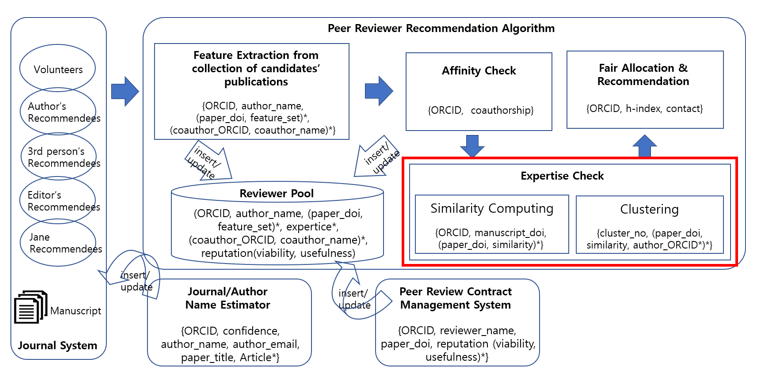 Peer Reviewer Recommendation Algorithm
Volunteers
Author's
Recommendees
3rd person's
Recommendees
Editor's
Recommendees
Jane
Recommendees
Manuscript
Journal System
Feature Extraction from
collection of candidates'
publications
{ORCID, author_name,
(paper_doi, feature_set)*,
(coauthor_ORCID, coauthor_name)*}
Affinity Check
{ORCID, coauthorship}
Fair Allocation &
Recommendation
{ORCID, h-index, contact}
insert/
update
insert/
update
Reviewer Pool
(ORCID, author_name, (paper_doi,
feature_set)*, expertice*,
(coauthor_ORCID, coauthor_name)*,
reputation(viability, usefulness)
Expertise Check
Similarity Computing
{ORCID, manuscript_doi,
(paper_doi, similarity)*}
Clustering
{cluster_no, (paper_doi,
similarity, author_ORCID*)*}
insert/
update
insert/
update
Journal/Author
Name Estimator
{ORCID, confidence,
author_name, author_email,
paper_title, Article*}
Peer Review Contract
Management System
{ORCID, reviewer_name,
paper_doi, reputation (viability,
usefulness)*}